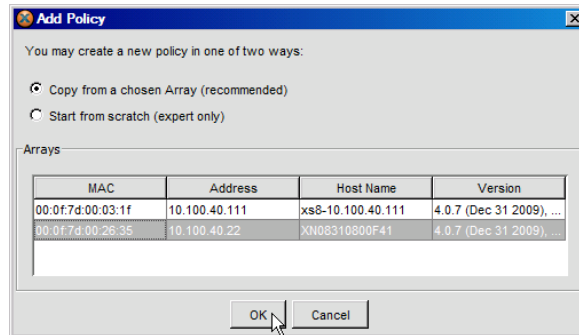 Add Policy
You may create a new policy in one of two ways:
Copy from a chosen Array (recommended)
Start from scratch (expert only)
Arrays
MAC Address Host Name Version
00:0f:7d:00:03:1f 10.100.40.111 xs8-10.100.40.111 4.0.7 (Dec 31 2009), ...
00:0f:7d:00:26:35 10.100.40.22 XN08310800F41 4.0.7 (Dec 31 2009), ...
OK Cancel